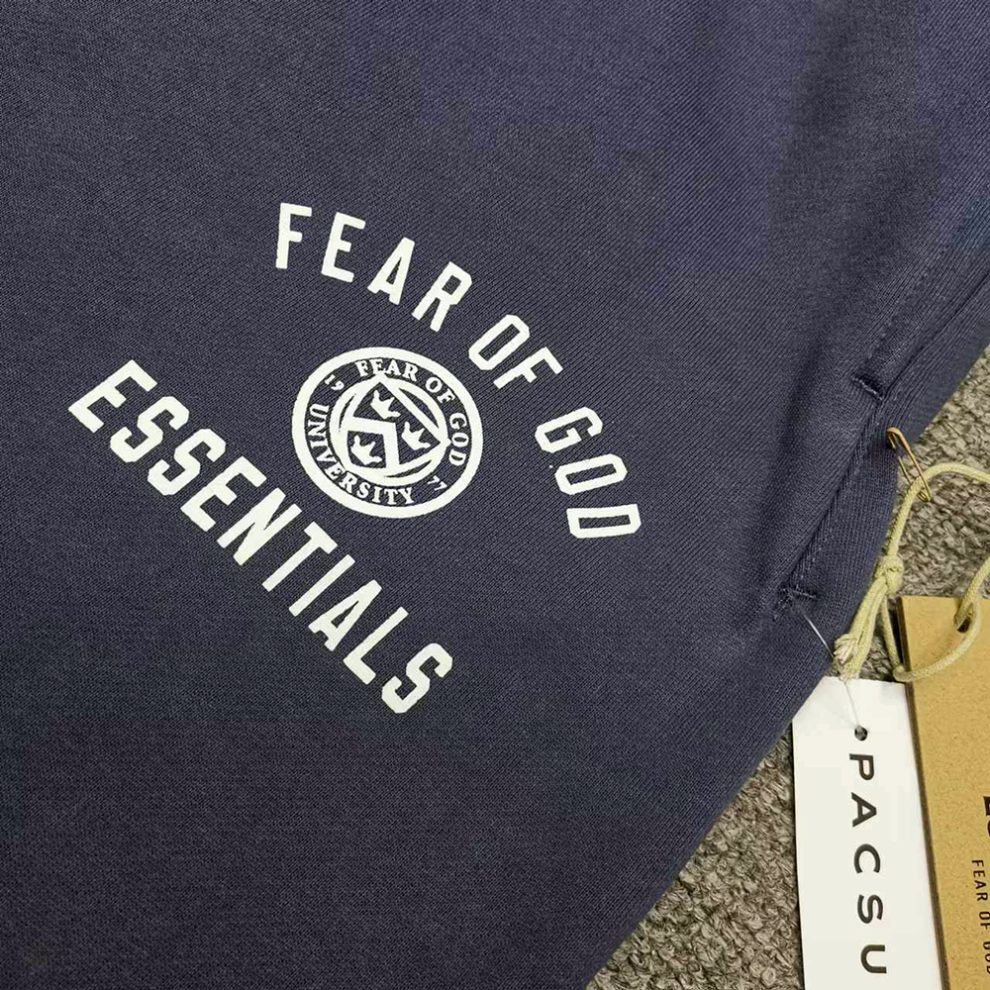 FEAR OF GOD
FEAR OF GOD
19 77
UNIVERSITY
ESSENTIALS
PACSU
FEAR OF GOD